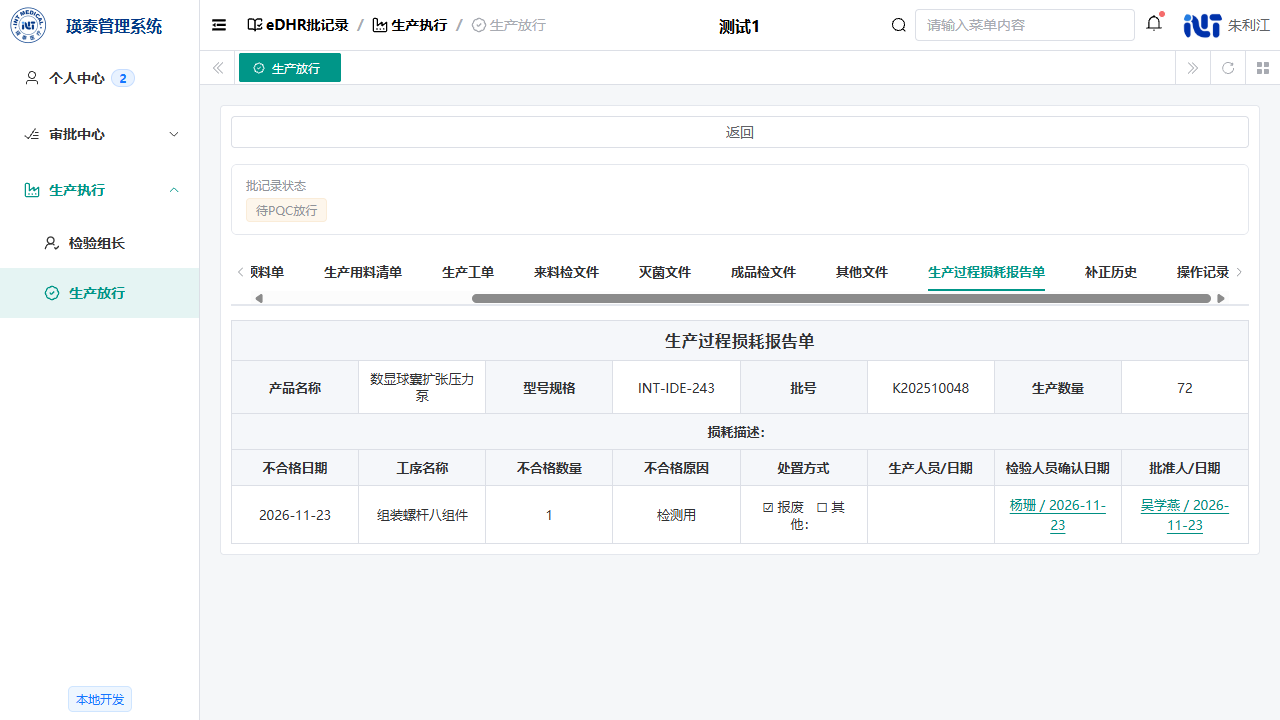 瑛泰管理系统
eDHR批记录 / 生产执行 / 生产放行
测试1
请输入菜单内容
朱利江
个人中心 2
审批中心
生产执行
检验组长
生产放行
本地开发
生产放行
返回
批记录状态
待PQC放行
料单
生产用料清单
生产工单
来料检文件
灭菌文件
成品检文件
其他文件
生产过程损耗报告单
补正历史
操作记录
生产过程损耗报告单
产品名称 数显球囊扩张压力泵 型号规格 INT-IDE-243 批号 K202510048 生产数量 72
损耗描述：
不合格日期 工序名称 不合格数量 不合格原因 处置方式 生产人员/日期 检验人员确认日期 批准人/日期
2026-11-23 组装螺杆八组件 1 检测用 ☑ 报废 ☐ 其他： 杨珊 / 2026-11-23 吴学燕 / 2026-11-23